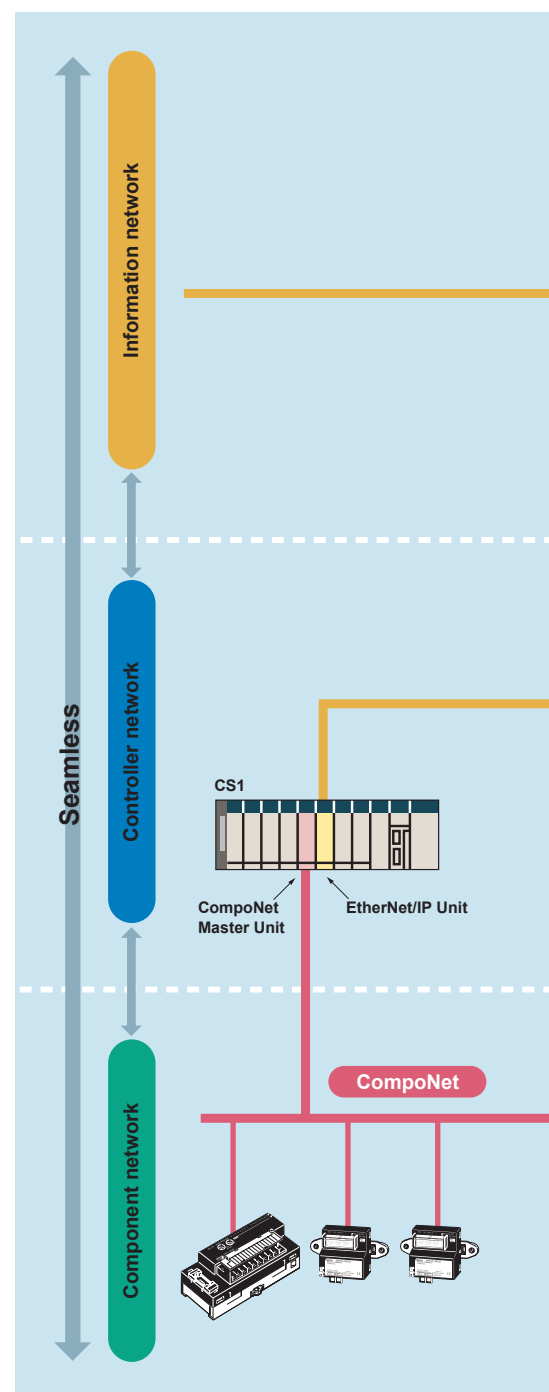 Information network
Seamless
Controller network
CS1
CompoNet
Master Unit
EtherNet/IP Unit
CompoNet
Component network